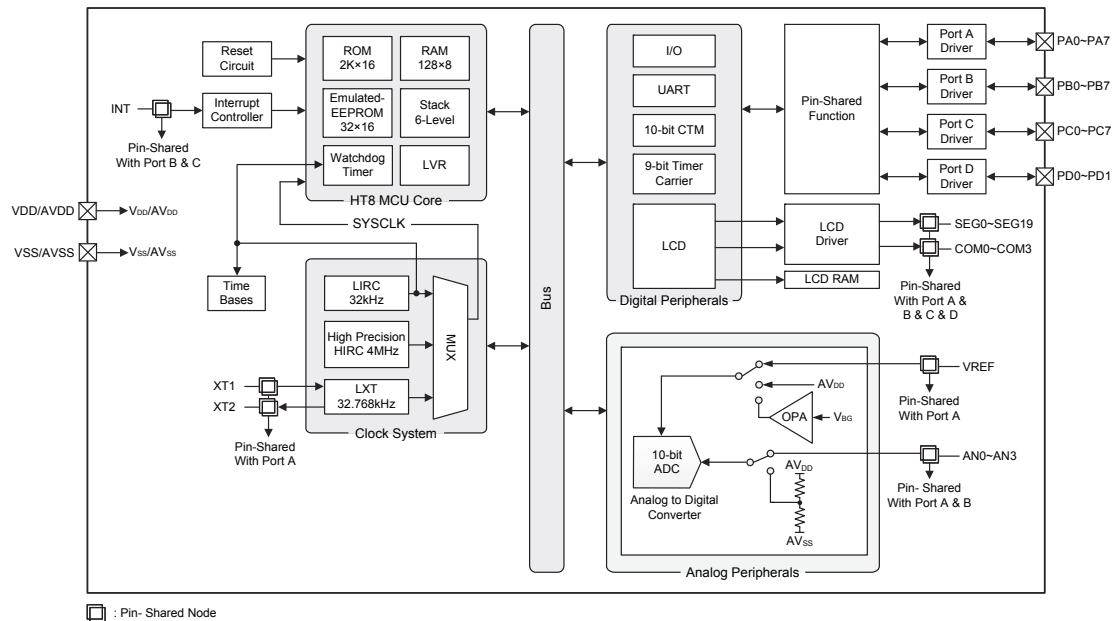 Reset
Circuit
INT
Pin-Shared
With Port B & C
Interrupt
Controller
ROM
2K×16
RAM
128×8
Emulated-
EEPROM
32×16
Stack
6-Level
Watchdog
Timer
LVR
HT8 MCU Core
SYSCLK
VDD/AVDD
VDD/AVDD
VSS/AVSS
VSS/AVSS
Time
Bases
LIRC
32kHz
High Precision
HIRC 4MHz
LXT
32.768kHz
MUX
Clock System
XT1
XT2
Pin-Shared
With Port A
Bus
I/O
UART
10-bit CTM
9-bit Timer
Carrier
LCD
Digital Peripherals
Pin-Shared
Function
Port A
Driver
Port B
Driver
Port C
Driver
Port D
Driver
PA0~PA7
PB0~PB7
PC0~PC7
PD0~PD1
LCD
Driver
LCD RAM
SEG0~SEG19
COM0~COM3
Pin-Shared
With Port A &
B & C & D
VREF
Pin-Shared
With Port A
AVDD
OPA
VBG
10-bit
ADC
Analog to Digital
Converter
AVDD
AVSS
AN0~AN3
Pin- Shared
With Port A & B
Analog Peripherals
: Pin- Shared Node